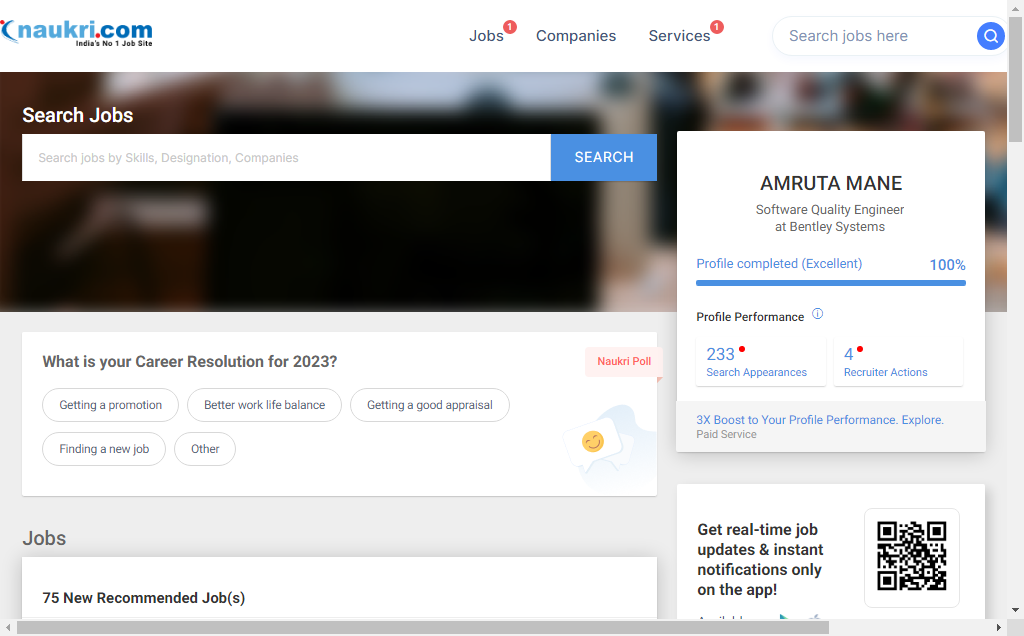 naukri.com
India's No 1 Job Site
Jobs 1
Companies
Services 1
Search jobs here
Search Jobs
Search jobs by Skills, Designation, Companies
SEARCH
AMRUTA MANE
Software Quality Engineer
at Bentley Systems
Profile completed (Excellent) 100%
Profile Performance
233
Search Appearances
4
Recruiter Actions
3X Boost to Your Profile Performance. Explore.
Paid Service
What is your Career Resolution for 2023?
Naukri Poll
Getting a promotion
Better work life balance
Getting a good appraisal
Finding a new job
Other
Jobs
75 New Recommended Job(s)
Get real-time job
updates & instant
notifications only
on the app!